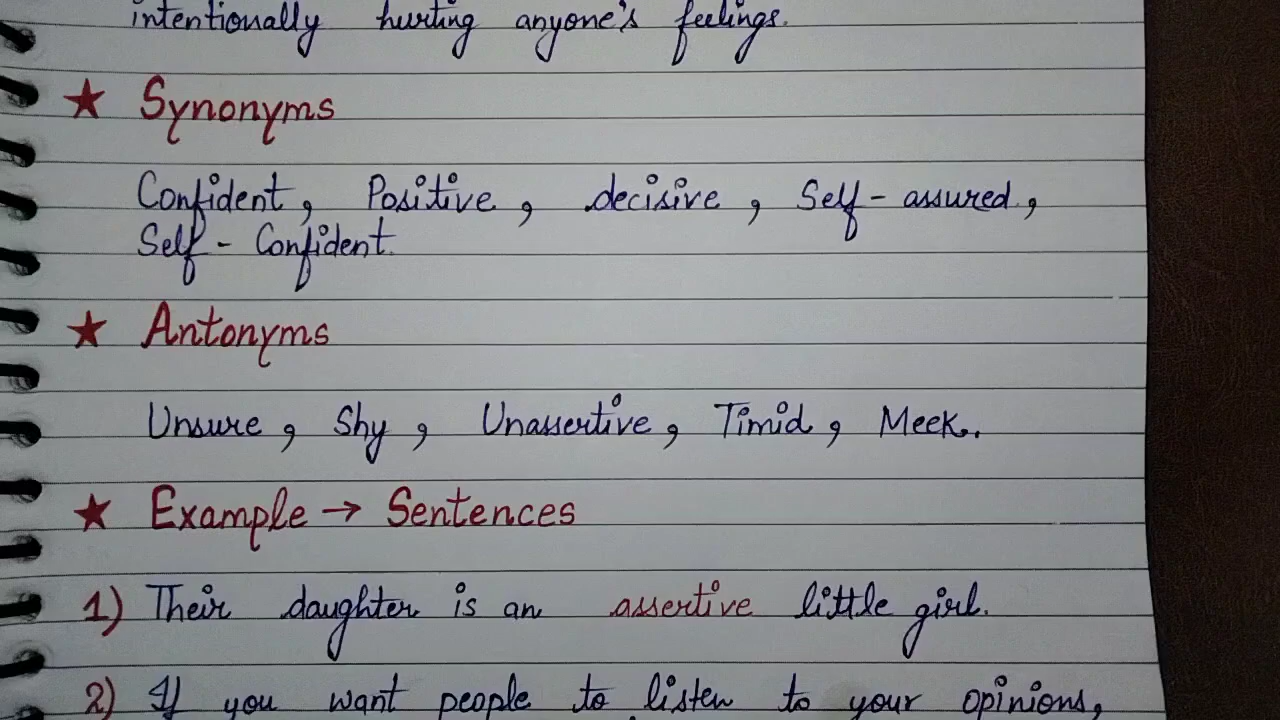 intentionally hurting anyone's feelings.
★ Synonyms
Confident, Positive, decisive, Self-assured,
Self-Confident.
★ Antonyms
Unsure, Shy, Unassertive, Timid, Meek.
★ Example → Sentences
1) Their daughter is an assertive little girl.
2) If you want people to listen to your opinions,